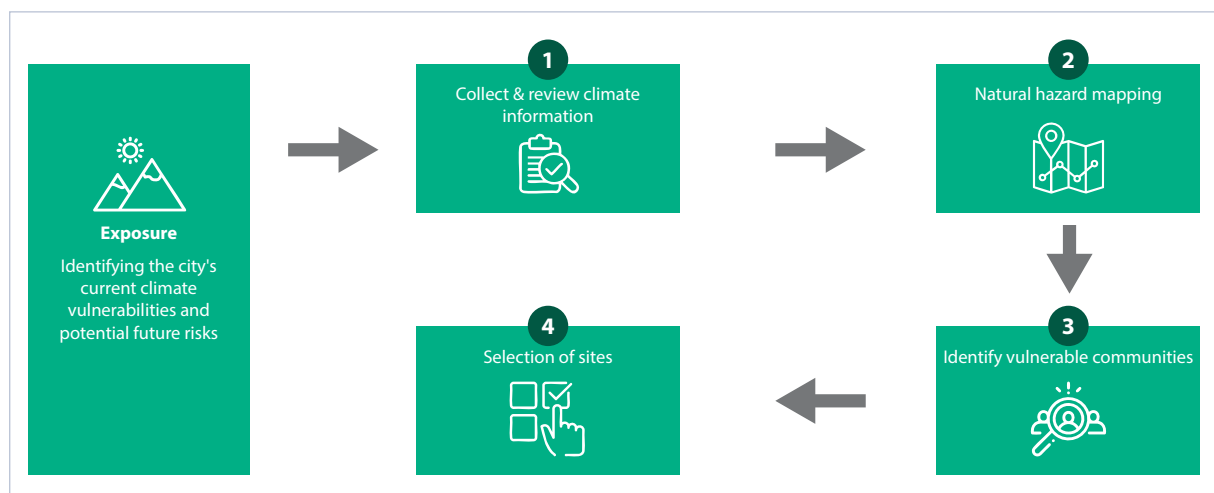 Exposure
Identifying the city's
current climate
vulnerabilities and
potential future risks
1
Collect & review climate
information
2
Natural hazard mapping
3
Identify vulnerable communities
4
Selection of sites